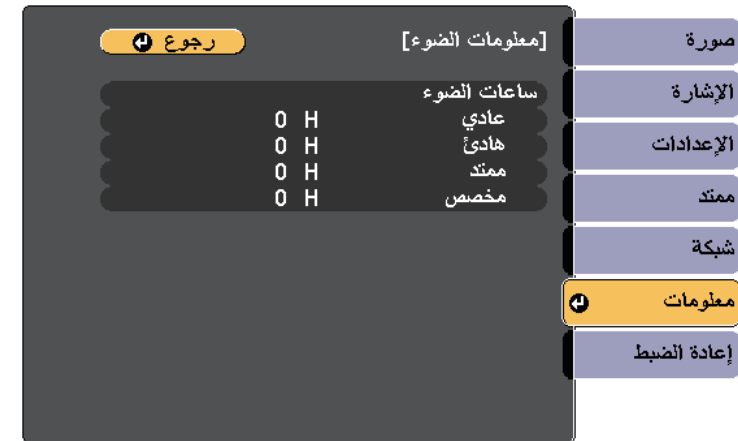 [معلومات الضوء]
رجوع
ساعات الضوء
عادي 0 H
هادئ 0 H
ممتد 0 H
مخصص 0 H
صورة
الإشارة
الإعدادات
ممتد
شبكة
معلومات
إعادة الضبط